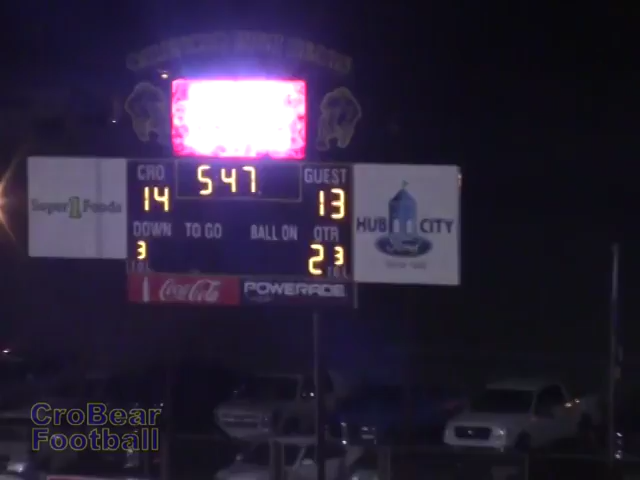 CRO 547 GUEST
14 13
DOWN TO GO BALL ON QTR
3 2 3
Super 1 Foods
HUB CITY
Ford
Coca-Cola POWERADE
CroBear
Football